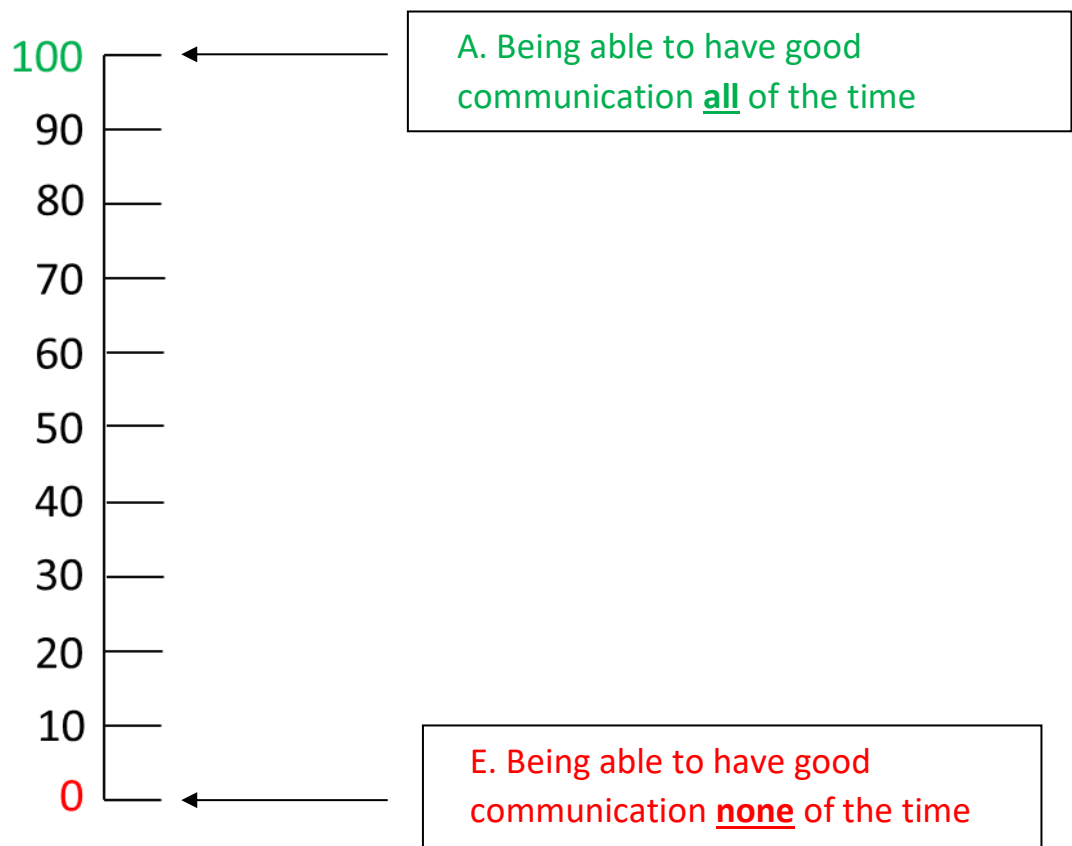 100
A. Being able to have good
communication all of the time
90
80
70
60
50
40
30
20
10
E. Being able to have good
0
communication none of the time